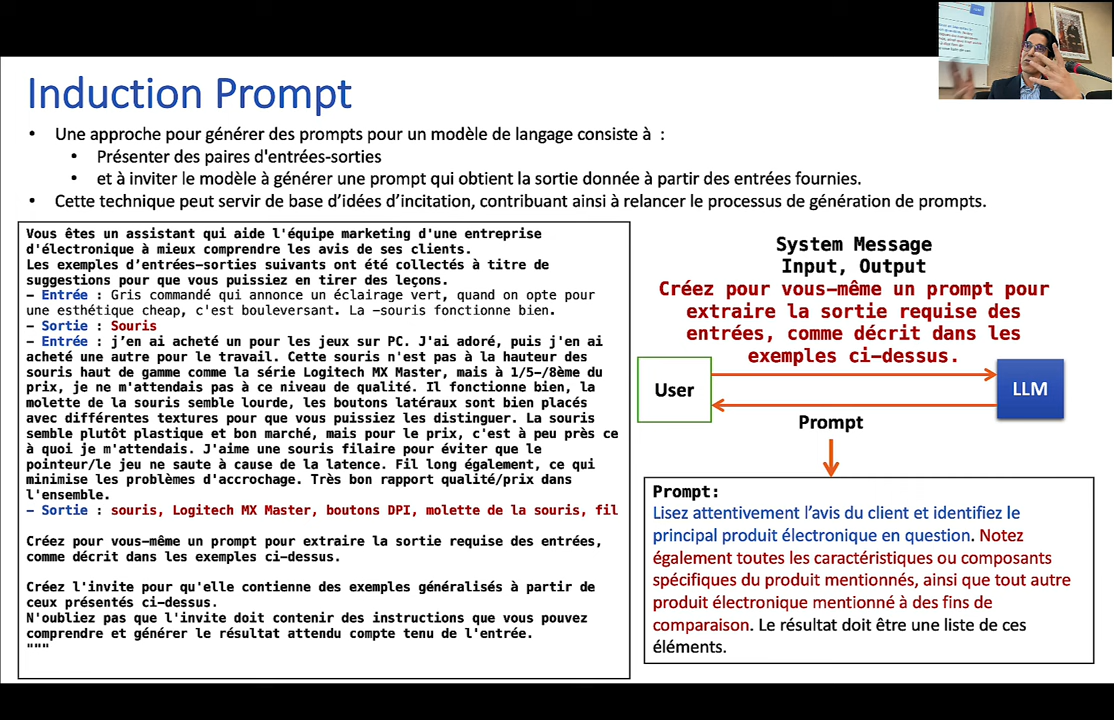 Induction Prompt
• Une approche pour générer des prompts pour un modèle de langage consiste à :
• Présenter des paires d'entrées-sorties
• et à inviter le modèle à générer une prompt qui obtient la sortie donnée à partir des entrées fournies.
• Cette technique peut servir de base d’idées d’incitation, contribuant ainsi à relancer le processus de génération de prompts.
Vous êtes un assistant qui aide l'équipe marketing d'une entreprise
d'électronique à mieux comprendre les avis de ses clients.
Les exemples d’entrées-sorties suivants ont été collectés à titre de
suggestions pour que vous puissiez en tirer des leçons.
– Entrée : Gris commandé qui annonce un éclairage vert, quand on opte pour
une esthétique cheap, c'est bouleversant. La -souris fonctionne bien.
– Sortie : Souris
– Entrée : j’en ai acheté un pour les jeux sur PC. J'ai adoré, puis j'en ai
acheté une autre pour le travail. Cette souris n'est pas à la hauteur des
souris haut de gamme comme la série Logitech MX Master, mais à 1/5-/8ème du
prix, je ne m'attendais pas à ce niveau de qualité. Il fonctionne bien, la
molette de la souris semble lourde, les boutons latéraux sont bien placés
avec différentes textures pour que vous puissiez les distinguer. La souris
semble plutôt plastique et bon marché, mais pour le prix, c'est à peu près ce
à quoi je m'attendais. J'aime une souris filaire pour éviter que le
pointeur/le jeu ne saute à cause de la latence. Fil long également, ce qui
minimise les problèmes d'accrochage. Très bon rapport qualité/prix dans
l'ensemble.
– Sortie : souris, Logitech MX Master, boutons DPI, molette de la souris, fil
Créez pour vous-même un prompt pour extraire la sortie requise des entrées,
comme décrit dans les exemples ci-dessus.
Créez l'invite pour qu'elle contienne des exemples généralisés à partir de
ceux présentés ci-dessus.
N'oubliez pas que l'invite doit contenir des instructions que vous pouvez
comprendre et générer le résultat attendu compte tenu de l'entrée.
"""
System Message
Input, Output
Créez pour vous-même un prompt pour
extraire la sortie requise des
entrées, comme décrit dans les
exemples ci-dessus.
User
LLM
Prompt
Prompt:
Lisez attentivement l’avis du client et identifiez le
principal produit électronique en question. Notez
également toutes les caractéristiques ou composants
spécifiques du produit mentionnés, ainsi que tout autre
produit électronique mentionné à des fins de
comparaison. Le résultat doit être une liste de ces
éléments.